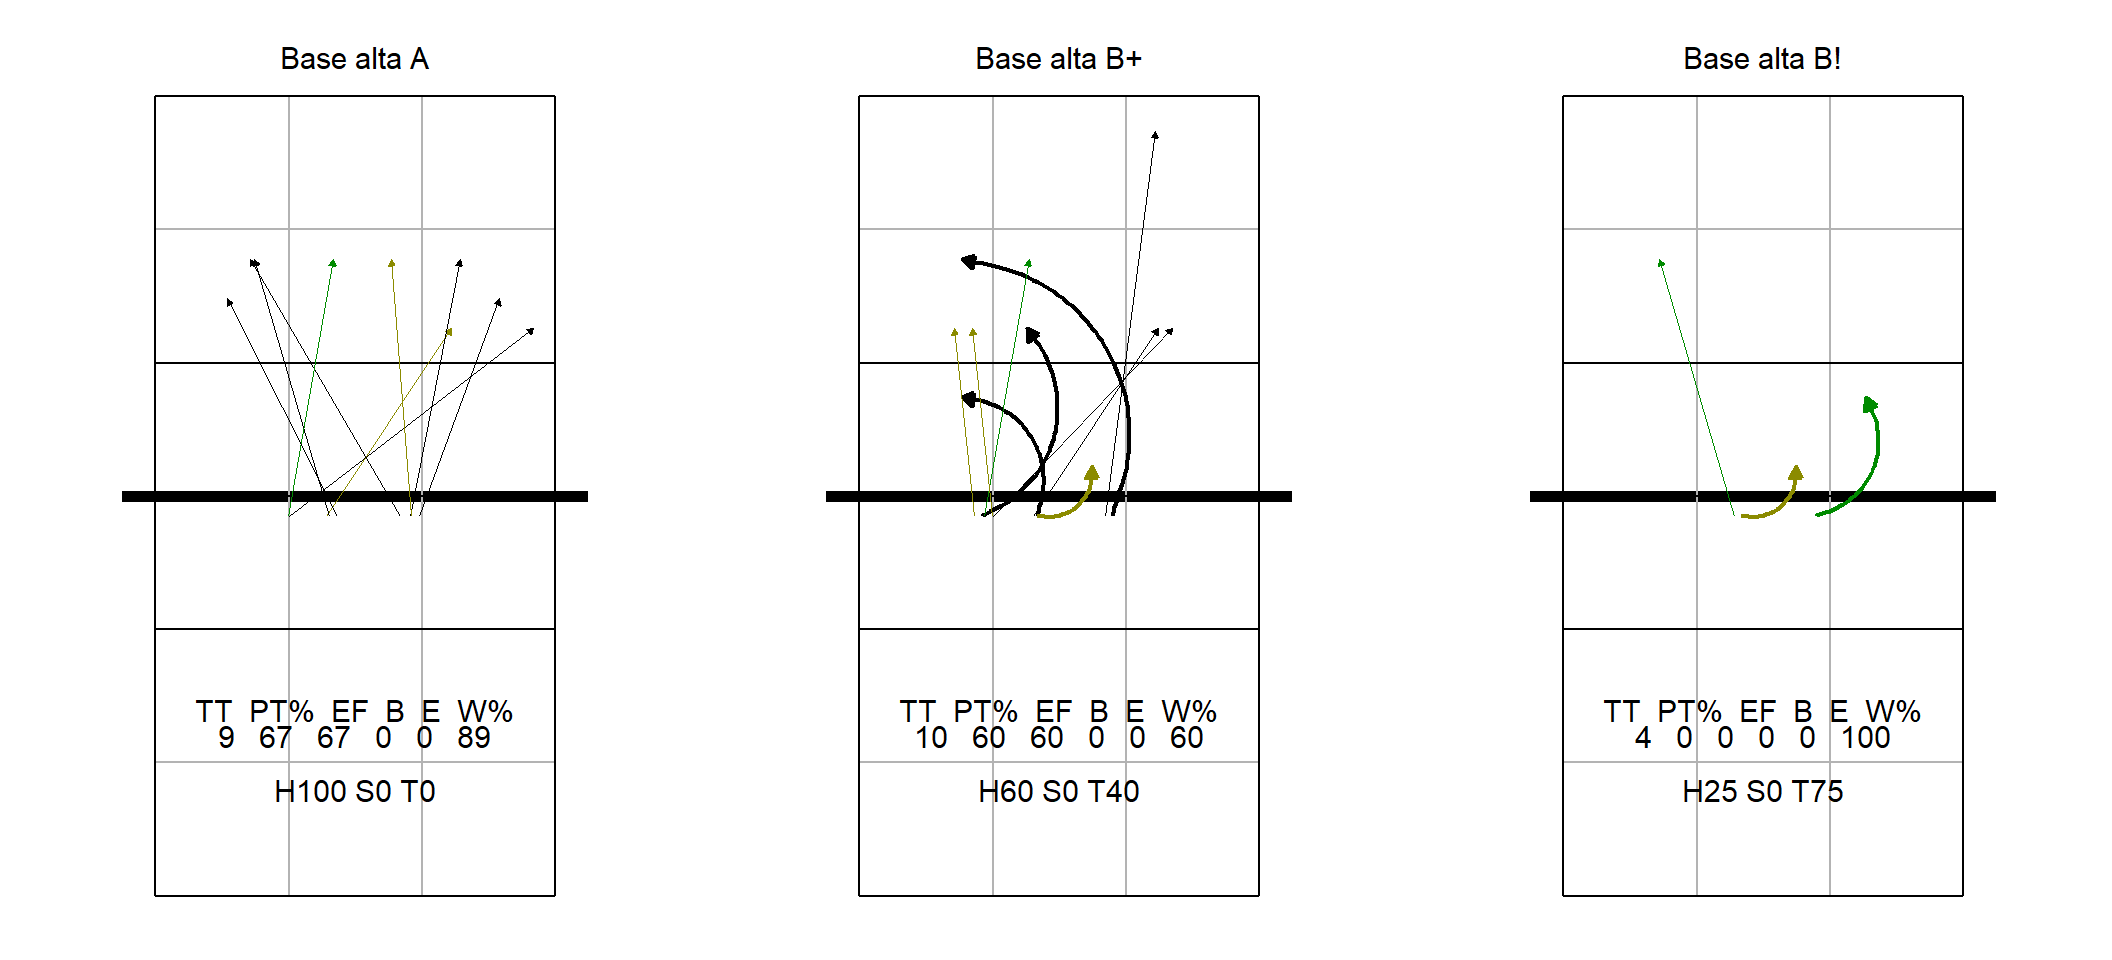 Base alta A
TT PT% EF B E W%
9 67 67 0 0 89
H100 S0 T0
Base alta B+
TT PT% EF B E W%
10 60 60 0 0 60
H60 S0 T40
Base alta B!
TT PT% EF B E W%
4 0 0 0 0 100
H25 S0 T75